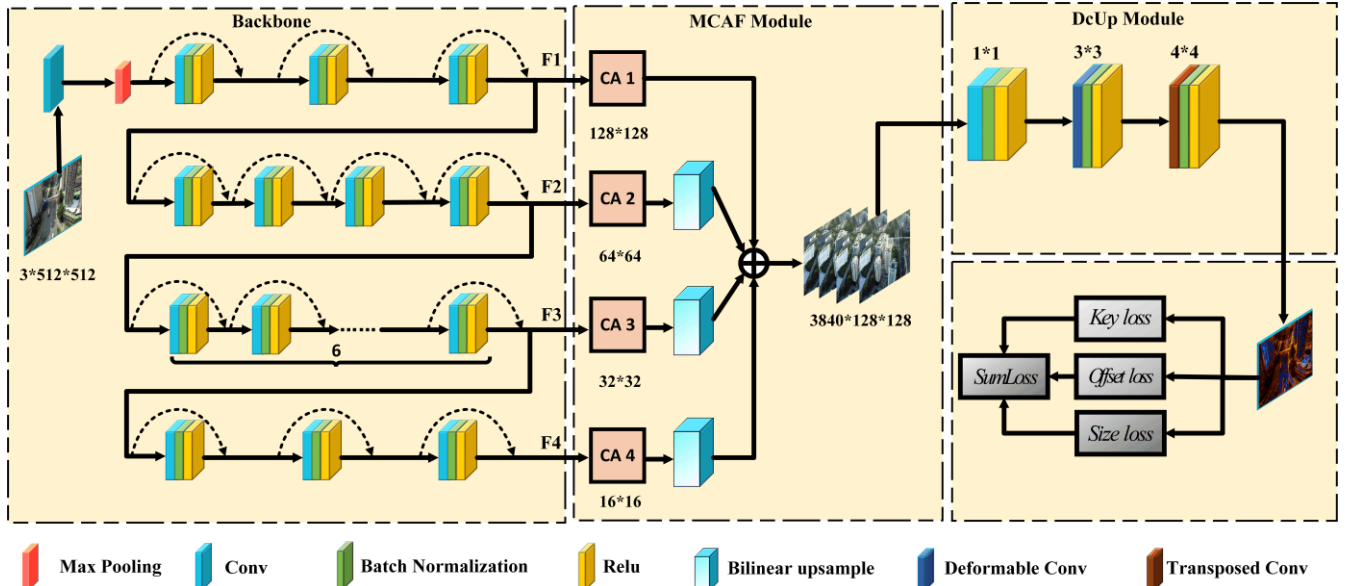 Backbone
MCAF Module
DcUp Module
F1
CA 1
128*128
1*1
3*3
4*4
F2
CA 2
64*64
3*512*512
3840*128*128
F3
CA 3
32*32
6
Key loss
SumLoss
Offset loss
Size loss
F4
CA 4
16*16
Max Pooling
Conv
Batch Normalization
Relu
Bilinear upsample
Deformable Conv
Transposed Conv